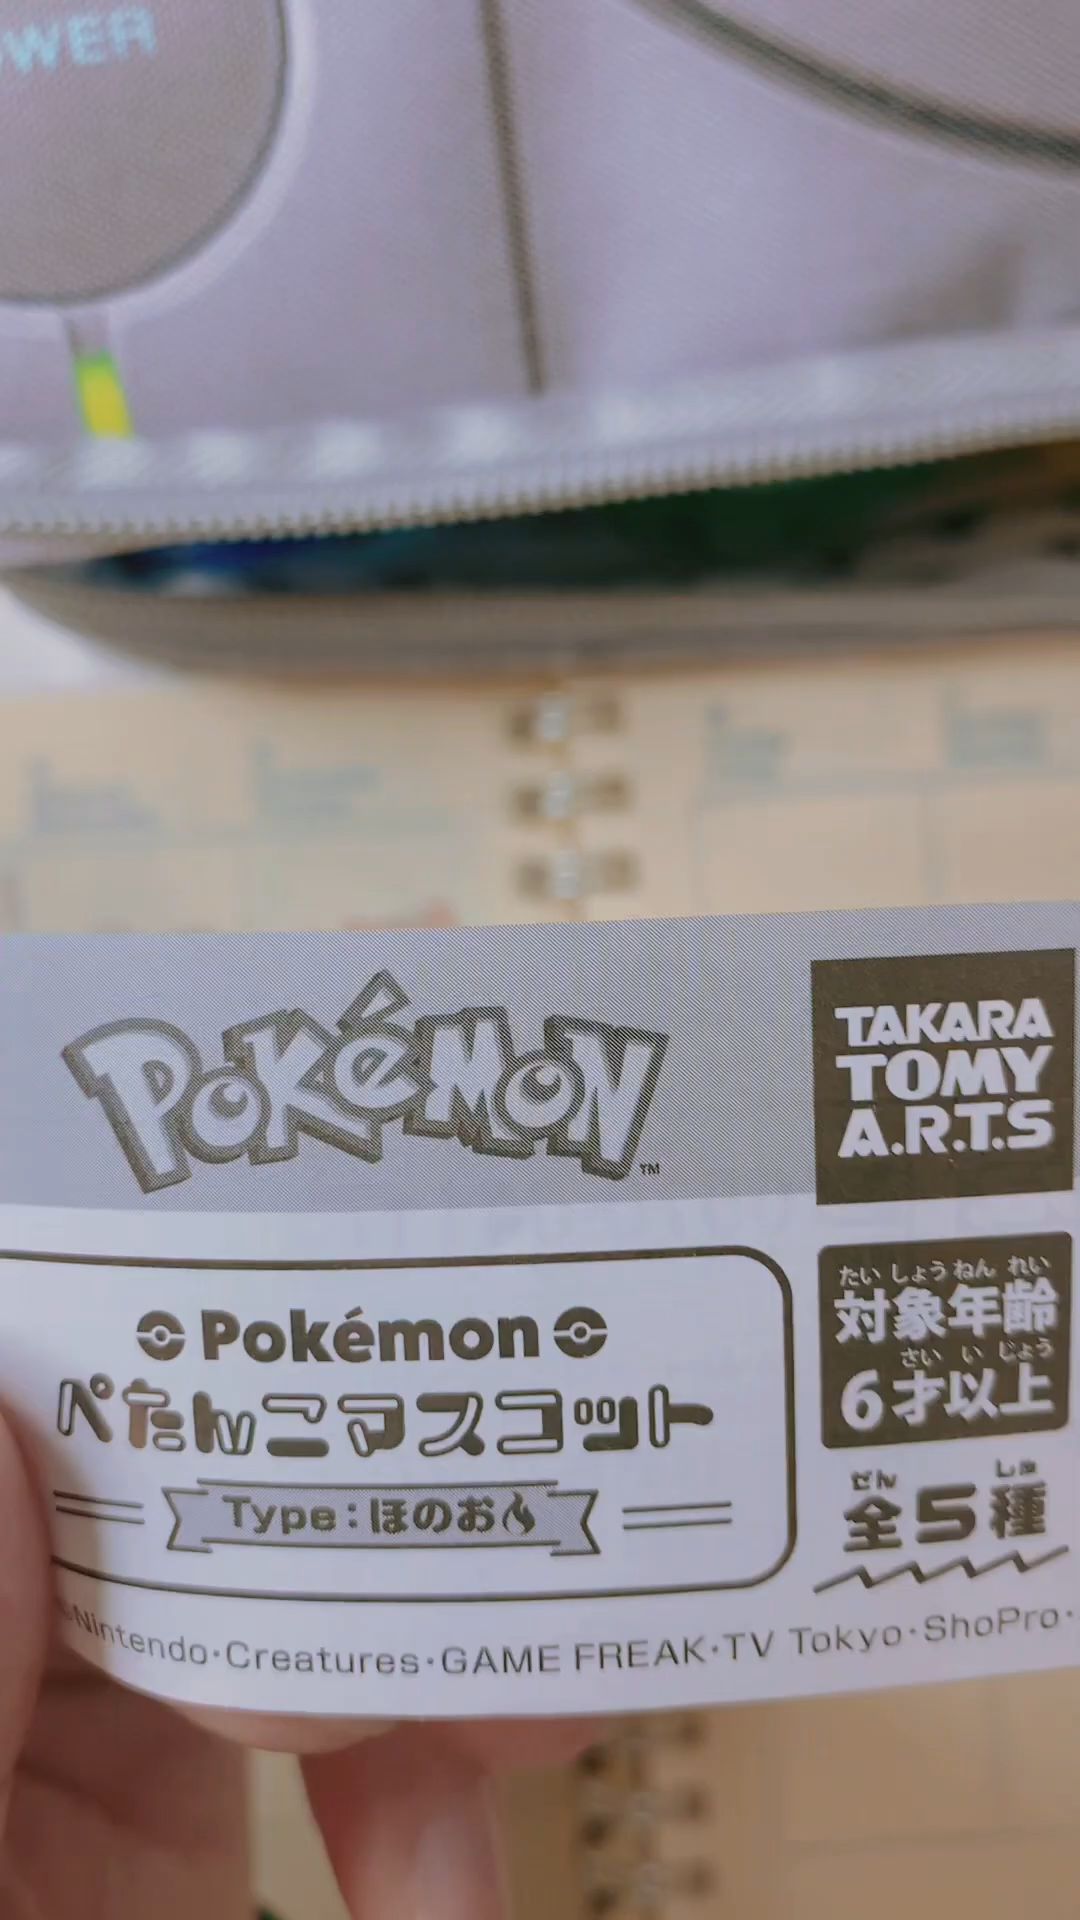 POKéMON™
TAKARA
TOMY
A.R.T.S
Pokémon
ぺたんこマスコット
Type：ほのお
たいしょうねんれい
対象年齢
さいいじょう
6才以上
ぜんしゅ
全5種
Nintendo・Creatures・GAME FREAK・TV Tokyo・ShoPro・